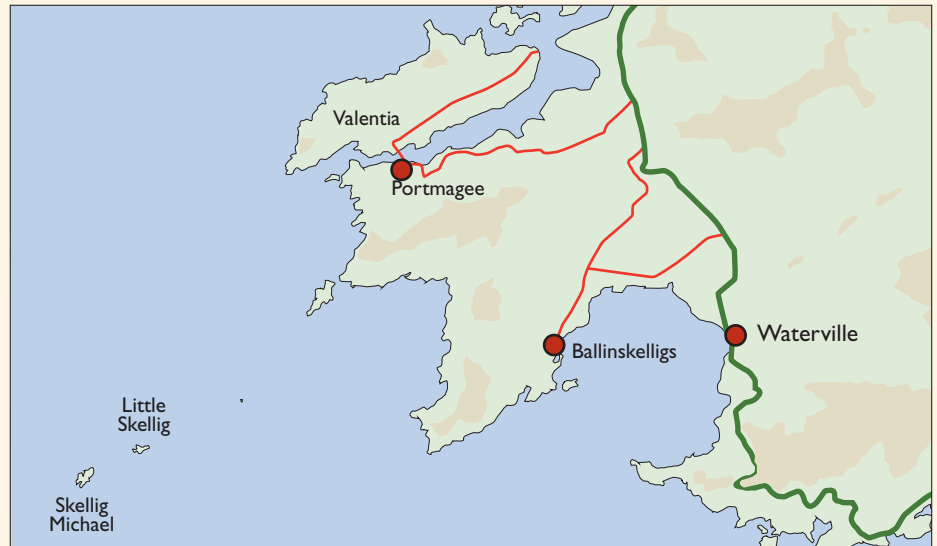 Valentia
Portmagee
Waterville
Ballinskelligs
Little
Skellig
Skellig
Michael